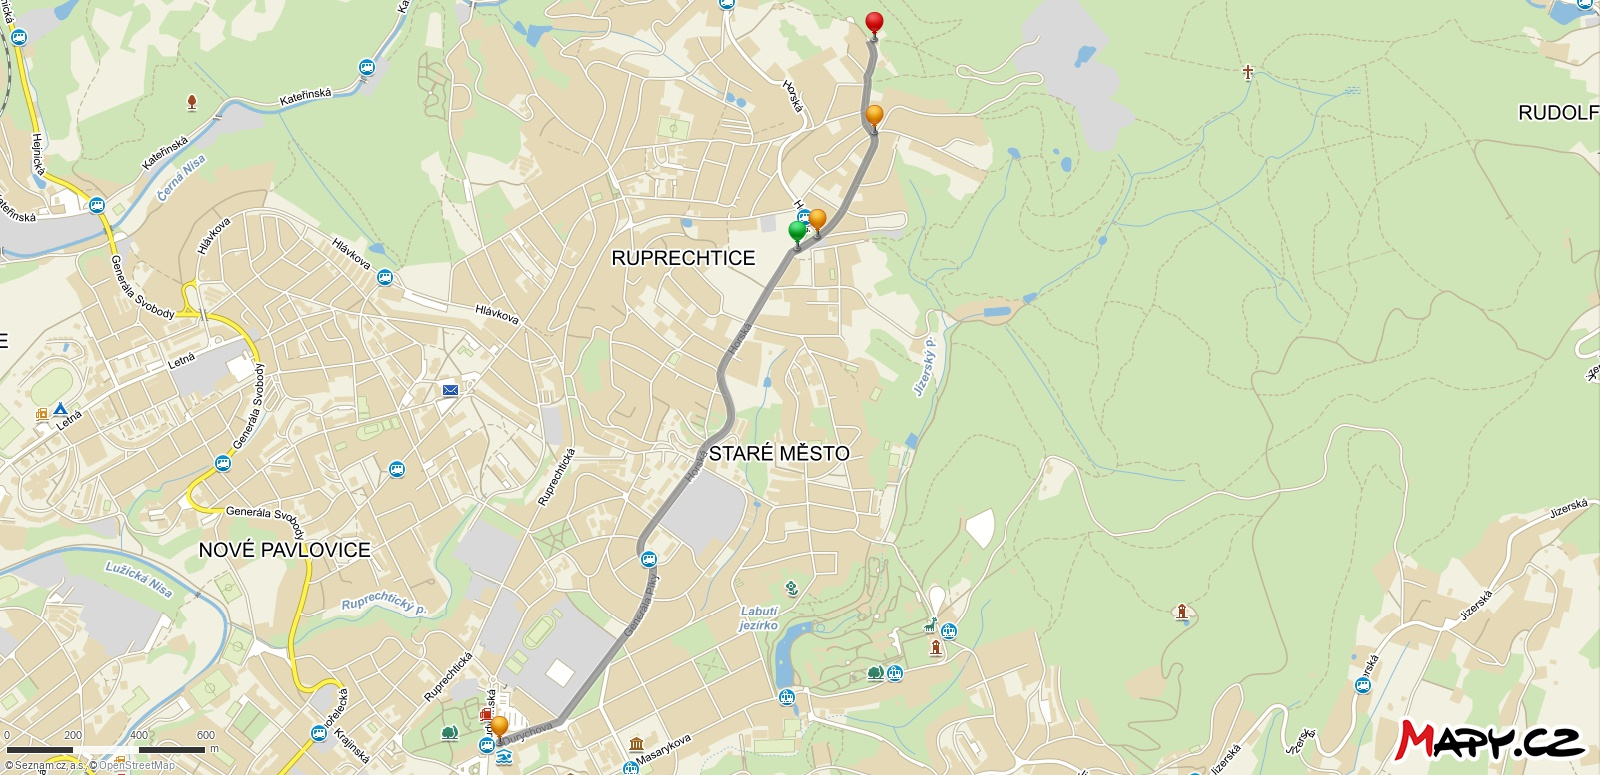 Hejnická
Kateřinská
Kateřinská
Černá Nisa
Horská
RUDOLF
Hlávkova
Hlávkova
RUPRECHTICE
Generála Svobody
Hlávkova
E
Letná
Horská
Jizerský p.
Letná
Generála Svobody
Horská
STARÉ MĚSTO
Ruprechtická
Generála Svobody
Jizerská
NOVÉ PAVLOVICE
Lužická Nisa
Generála Píky
Ruprechtický p.
Labutí
jezírko
Jizerská
Ruprechtická
Krajinská
Durychova
Masarykova
Jizerská
MAPY.CZ
0 200 400 600
m
© Seznam.cz, a.s., © OpenStreetMap